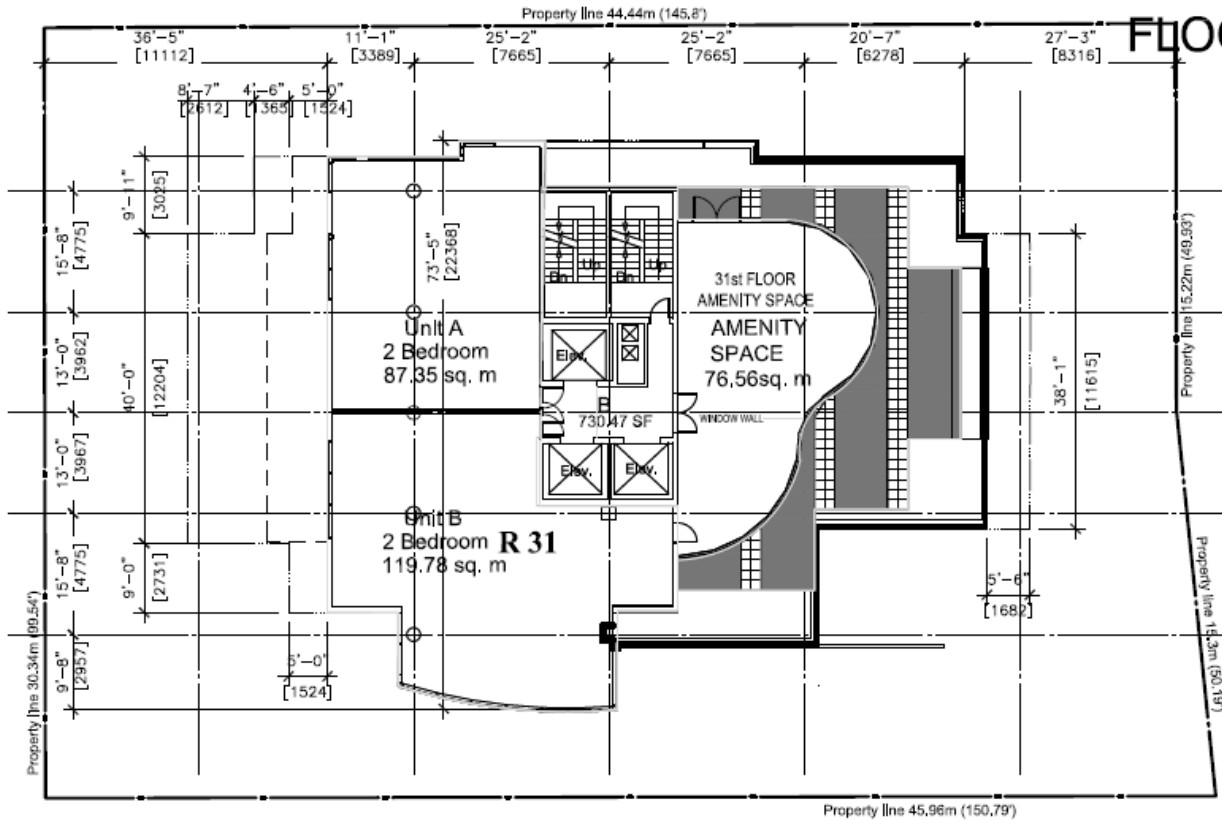 Property line 44.44m (145.8')
FLOO
36'-5"
[11112]
11'-1"
[3389]
25'-2"
[7665]
25'-2"
[7665]
20'-7"
[6278]
27'-3"
[8316]
8'-7"
[2612]
4'-6"
[1365]
5'-0"
[1524]
9'-11"
[3025]
15'-8"
[4775]
73'-5"
[22368]
Property line 15.22m (49.93')
Dn
Up
Dn
Up
31st FLOOR
AMENITY SPACE
AMENITY
SPACE
76,56sq. m
Unit A
2 Bedroom
87.35 sq. m
Elev.
13'-0"
[3962]
40'-0"
[12204]
38'-1"
[11615]
B
730.47 SF
WINDOW WALL
13'-0"
[3967]
Elev.
Elev.
Unit B
2 Bedroom
119.78 sq. m
R 31
15'-8"
[4775]
9'-0"
[2731]
5'-6"
[1682]
Property line 15.3m (50.19')
Property line 30.34m (99.54')
9'-8"
[2957]
5'-0"
[1524]
Property line 45.96m (150.79')